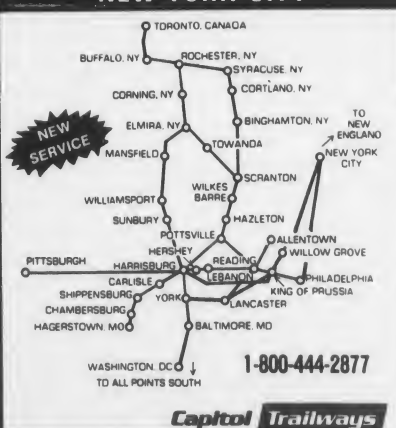 TORONTO, CANADA
BUFFALO, NY
ROCHESTER, NY
SYRACUSE, NY
CORNING, NY
CORTLAND, NY
ELMIRA, NY
BINGHAMTON, NY
TO
NEW
ENGLAND
NEW
SERVICE
TOWANDA
NEW YORK
CITY
MANSFIELD
SCRANTON
WILLIAMSPORT
WILKES
BARRE
SUNBURY
HAZLETON
POTTSVILLE
HERSHEY
READING
ALLENTOWN
WILLOW GROVE
PITTSBURGH
HARRISBURG
LEBANON
CARLISLE
PHILADELPHIA
SHIPPENSBURG
YORK
LANCASTER
KING OF PRUSSIA
CHAMBERSBURG
HAGERSTOWN, MD
BALTIMORE, MD
WASHINGTON, DC ↓
TO ALL POINTS SOUTH
1-800-444-2877
Capitol Trailways